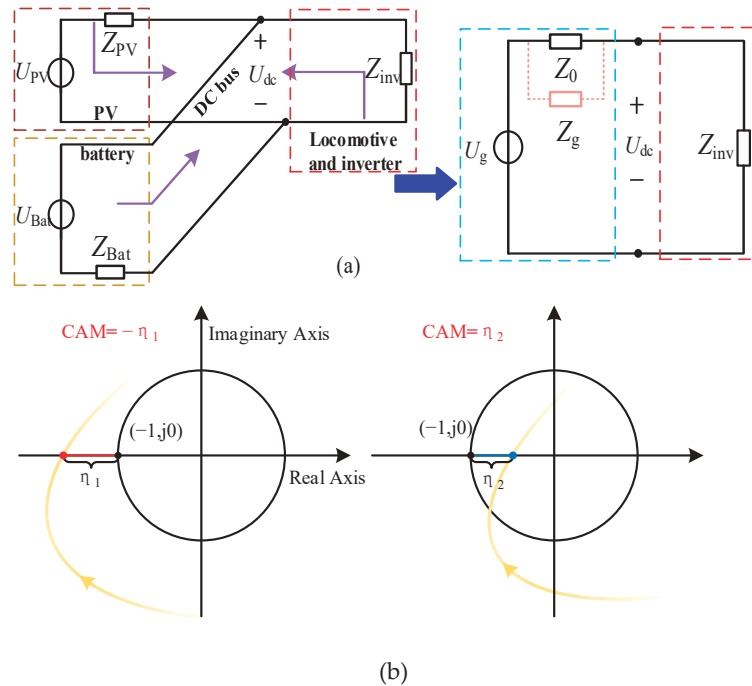 Z_PV
U_PV
+
U_dc
−
PV
DC bus
Z_inv
Locomotive
and inverter
battery
U_Bat
Z_Bat
(a)
Z_0
Z_g
U_g
+
U_dc
−
Z_inv
CAM=－η_1
Imaginary Axis
(−1,j0)
η_1
Real Axis
CAM=η_2
(−1,j0)
η_2
(b)